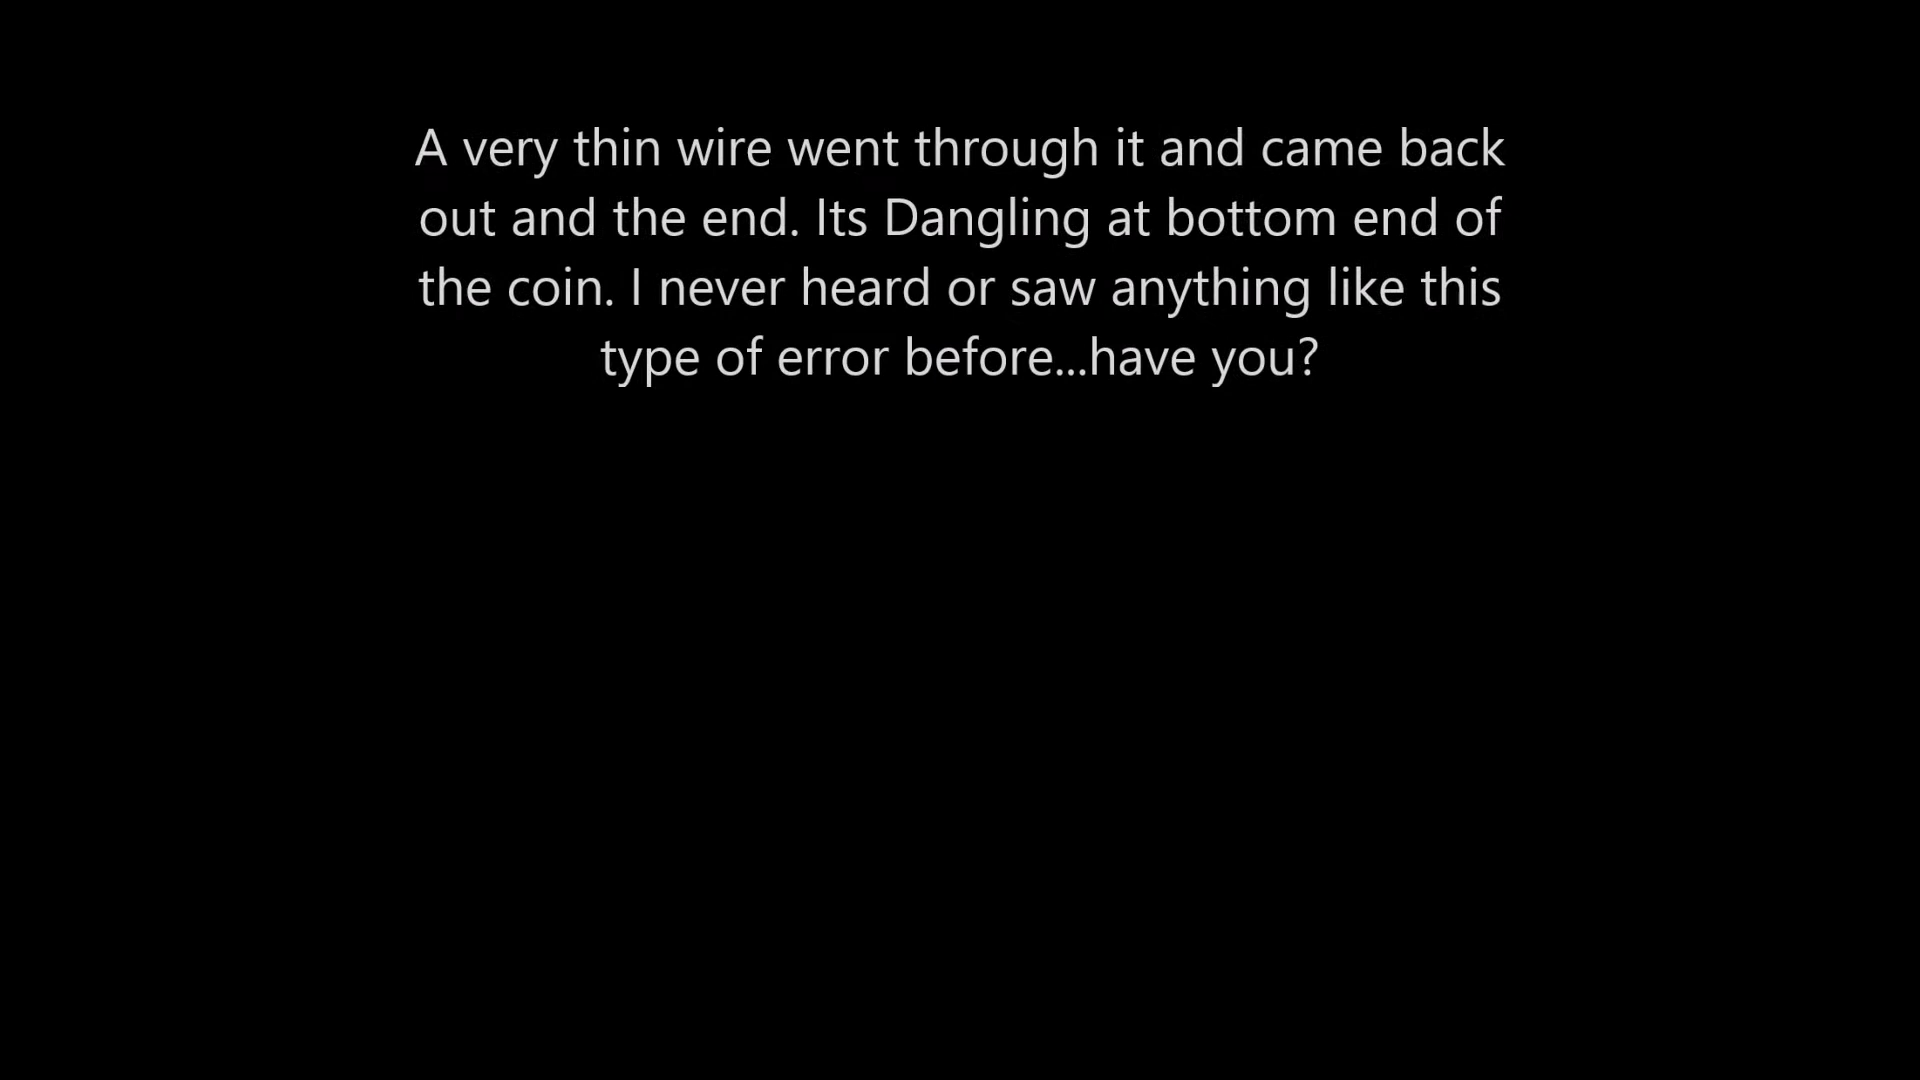 A very thin wire went through it and came back
out and the end. Its Dangling at bottom end of
the coin. I never heard or saw anything like this
type of error before...have you?